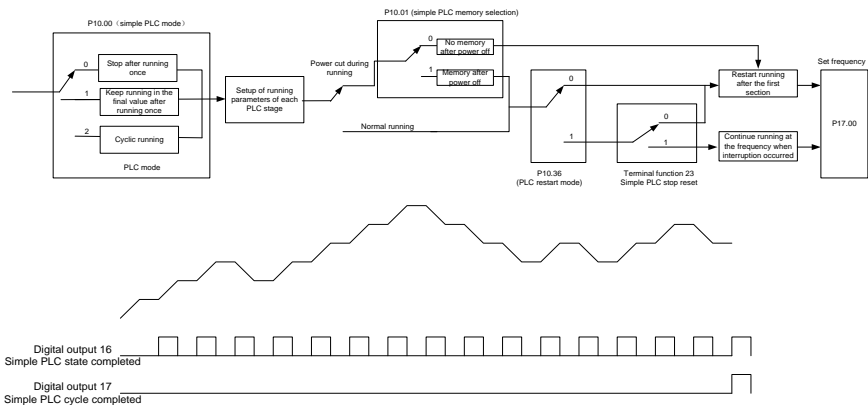 P10.00（simple PLC mode）
0
Stop after running
once
1
Keep running in the
final value after
running once
2
Cyclic running
PLC mode
Setup of running
parameters of each
PLC stage
Power cut during
running
P10.01 (simple PLC memory selection)
0
No memory
after power off
1
Memory after
power off
Normal running
0
1
P10.36
(PLC restart mode)
0
1
Terminal function 23
Simple PLC stop reset
Restart running
after the first
section
Continue running at
the frequency when
interruption occurred
Set frequency
P17.00
Digital output 16
Simple PLC state completed
Digital output 17
Simple PLC cycle completed